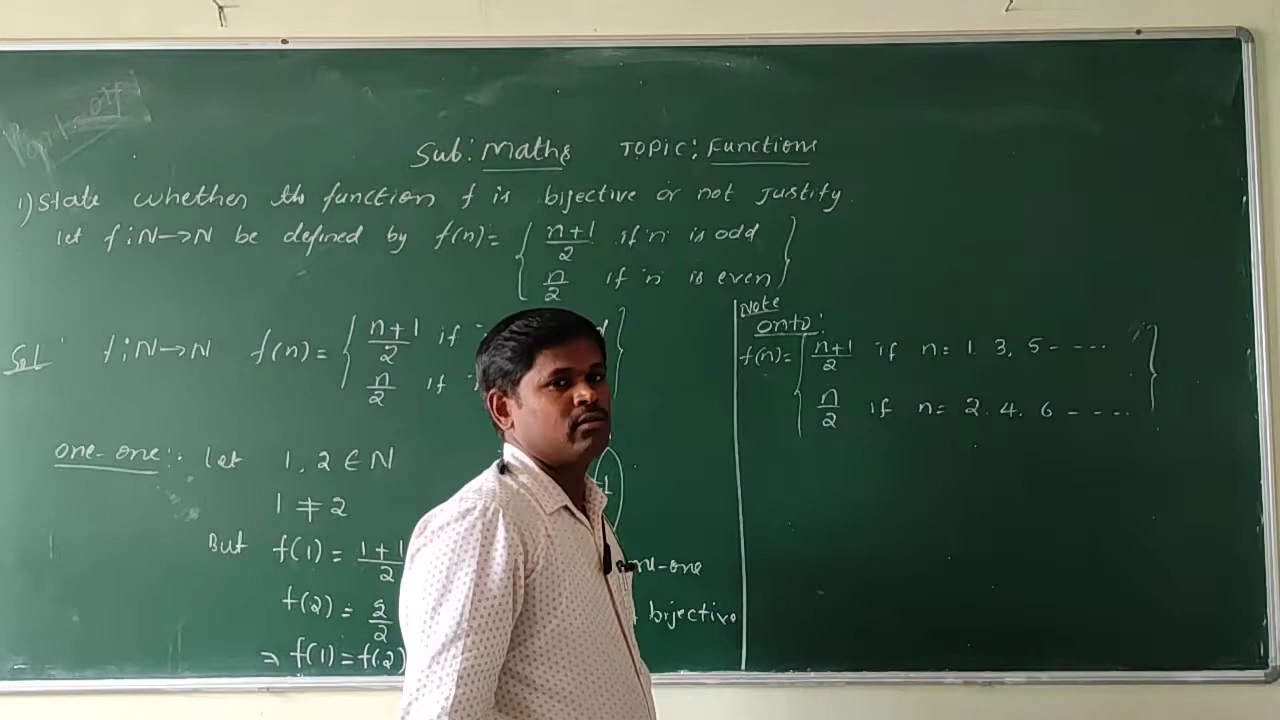 Sub: Maths TOPIC: Functions
1) State whether the function f is bijective or not Justify
let f:N→N be defined by f(n)= { n+1/2 if n is odd
n/2 if 'n' is even }
Sol: f:N→N f(n)= { n+1/2 if
n/2 if
one-one:- let 1, 2 ∈ N
1 ≠ 2
But f(1) = 1+1/2
f(2) = 2/2
⇒ f(1) = f(2)
bijective
Note
onto:
f(n)= { n+1/2 if n= 1. 3, 5- ----
n/2 if n= 2. 4. 6 ----- }